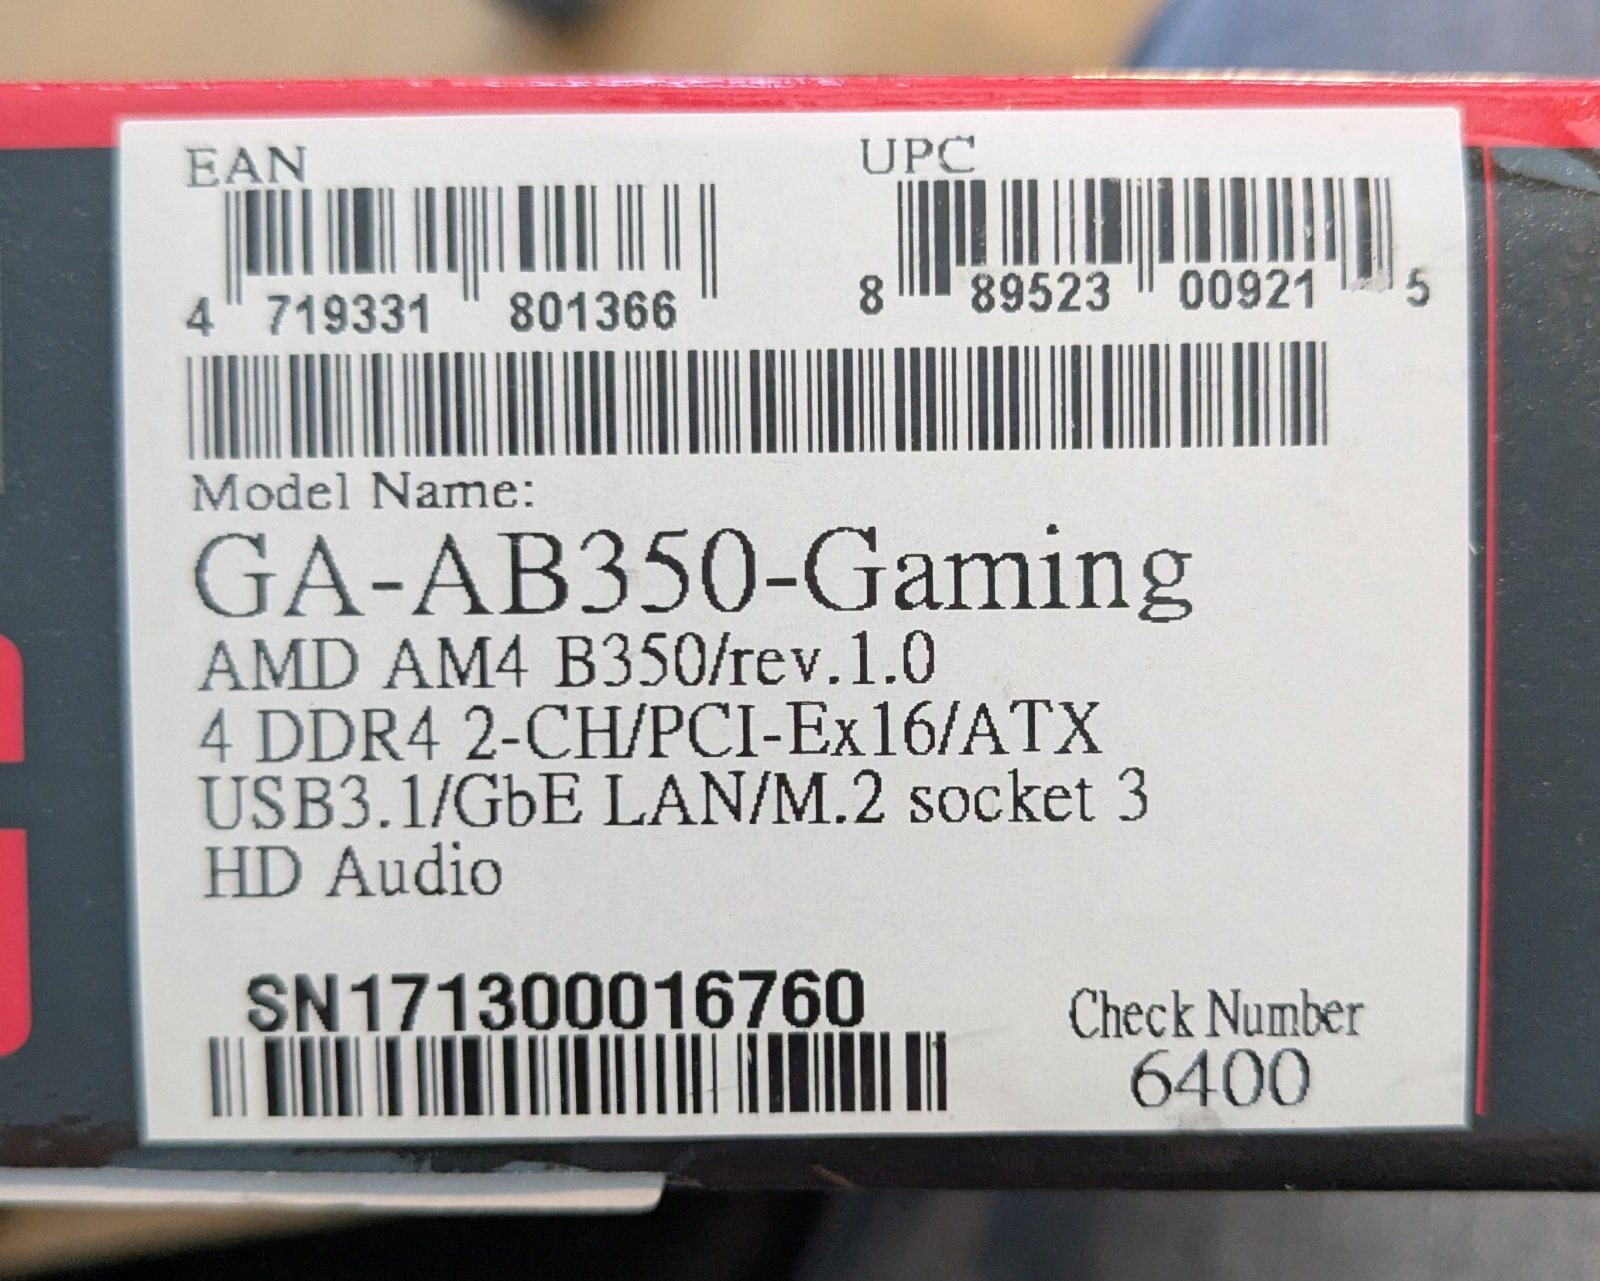 EAN
UPC
4 719331 801366
8 89523 00921 5
Model Name:
GA-AB350-Gaming
AMD AM4 B350/rev.1.0
4 DDR4 2-CH/PCI-Ex16/ATX
USB3.1/GbE LAN/M.2 socket 3
HD Audio
SN171300016760
Check Number
6400